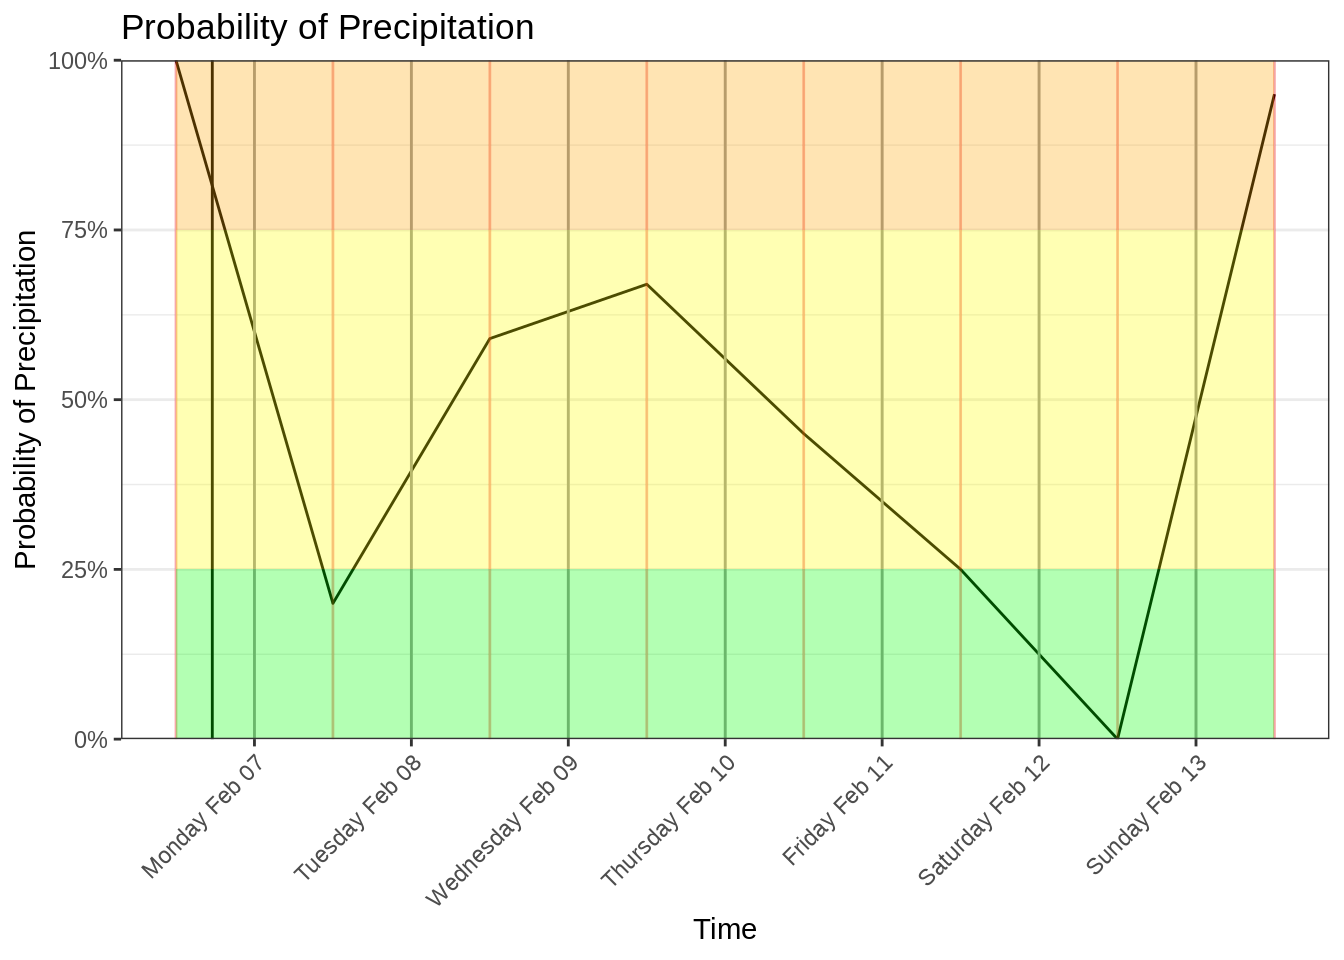 Probability of Precipitation
Probability of Precipitation
100%
75%
50%
25%
0%
Monday Feb 07
Tuesday Feb 08
Wednesday Feb 09
Thursday Feb 10
Friday Feb 11
Saturday Feb 12
Sunday Feb 13
Time